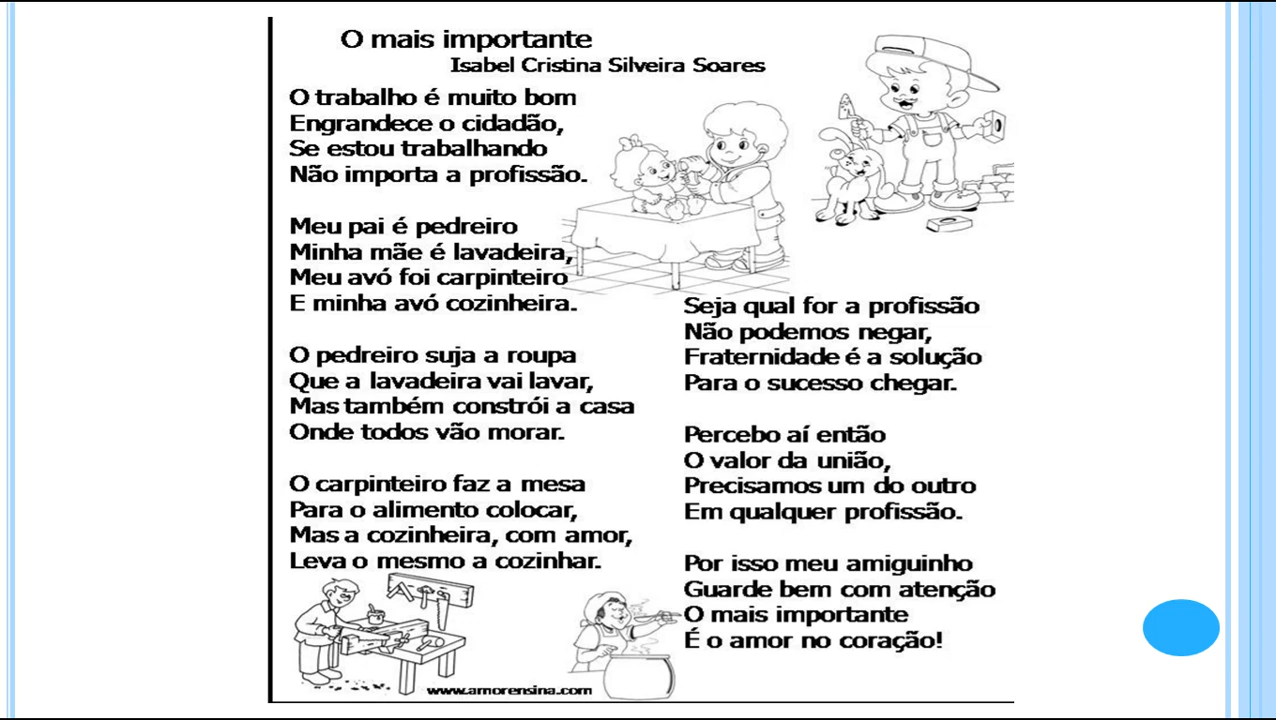 O mais importante
Isabel Cristina Silveira Soares
O trabalho é muito bom
Engrandece o cidadão,
Se estou trabalhando
Não importa a profissão.
Meu pai é pedreiro
Minha mãe é lavadeira,
Meu avó foi carpinteiro
E minha avó cozinheira.
O pedreiro suja a roupa
Que a lavadeira vai lavar,
Mas também constrói a casa
Onde todos vão morar.
O carpinteiro faz a mesa
Para o alimento colocar,
Mas a cozinheira, com amor,
Leva o mesmo a cozinhar.
Seja qual for a profissão
Não podemos negar,
Fraternidade é a solução
Para o sucesso chegar.
Percebo aí então
O valor da união,
Precisamos um do outro
Em qualquer profissão.
Por isso meu amiguinho
Guarde bem com atenção
O mais importante
É o amor no coração!
www.amorensina.com